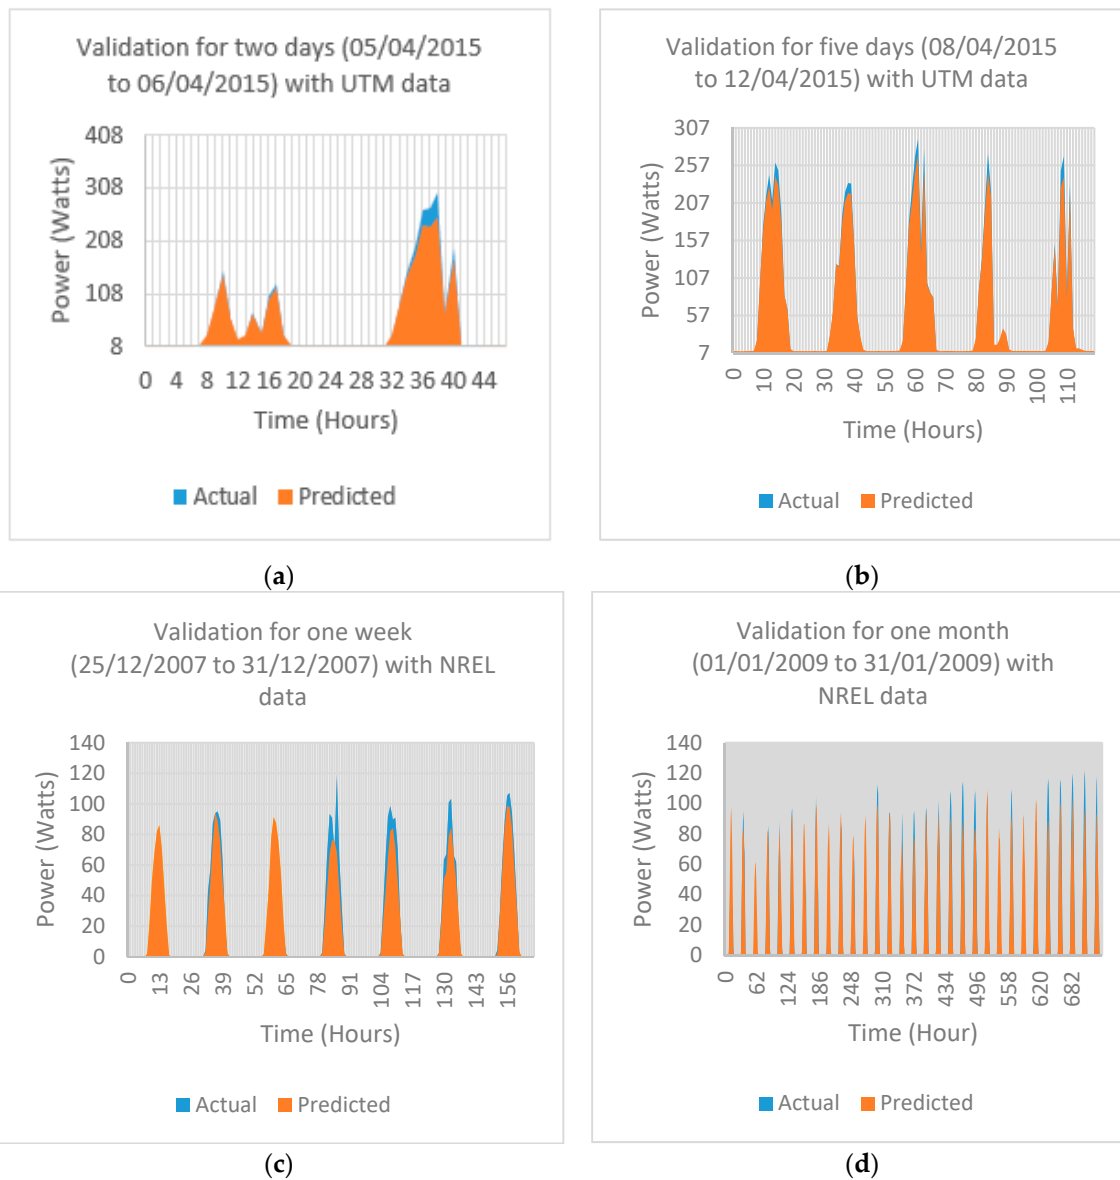 Validation for two days (05/04/2015
to 06/04/2015) with UTM data
408
308
208
108
8
Power (Watts)
0 4 8 12 16 20 24 28 32 36 40 44
Time (Hours)
Actual Predicted
(a)
Validation for five days (08/04/2015
to 12/04/2015) with UTM data
307
257
207
157
107
57
7
Power (Watts)
0 10 20 30 40 50 60 70 80 90 100 110
Time (Hours)
Actual Predicted
(b)
Validation for one week
(25/12/2007 to 31/12/2007) with NREL
data
140
120
100
80
60
40
20
0
Power (Watts)
0 13 26 39 52 65 78 91 104 117 130 143 156
Time (Hours)
Actual Predicted
(c)
Validation for one month
(01/01/2009 to 31/01/2009) with
NREL data
140
120
100
80
60
40
20
0
Power (Watts)
0 62 124 186 248 310 372 434 496 558 620 682
Time (Hour)
Actual Predicted
(d)